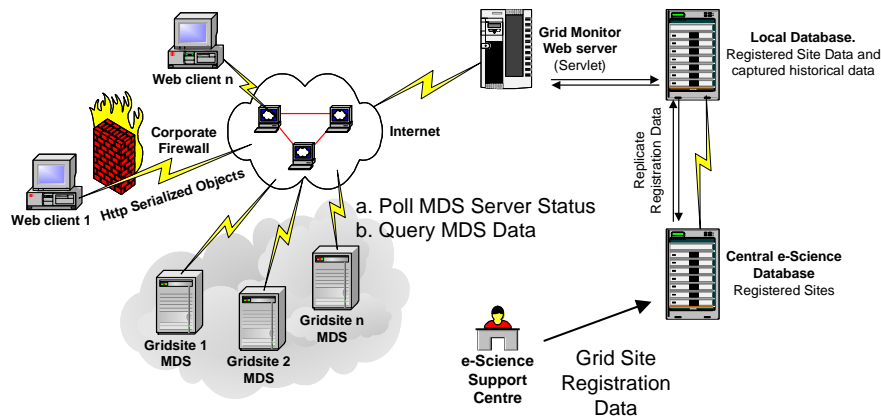 Grid Monitor
Web server
(Servlet)
Local Database.
Registered Site Data and
captured historical data
Web client n
Internet
Corporate
Firewall
Http Serialized Objects
Web client 1
Replicate
Registration Data
a. Poll MDS Server Status
b. Query MDS Data
Central e-Science
Database
Registered Sites
Gridsite 1
MDS
Gridsite 2
MDS
Gridsite n
MDS
e-Science
Support
Centre
Grid Site
Registration
Data